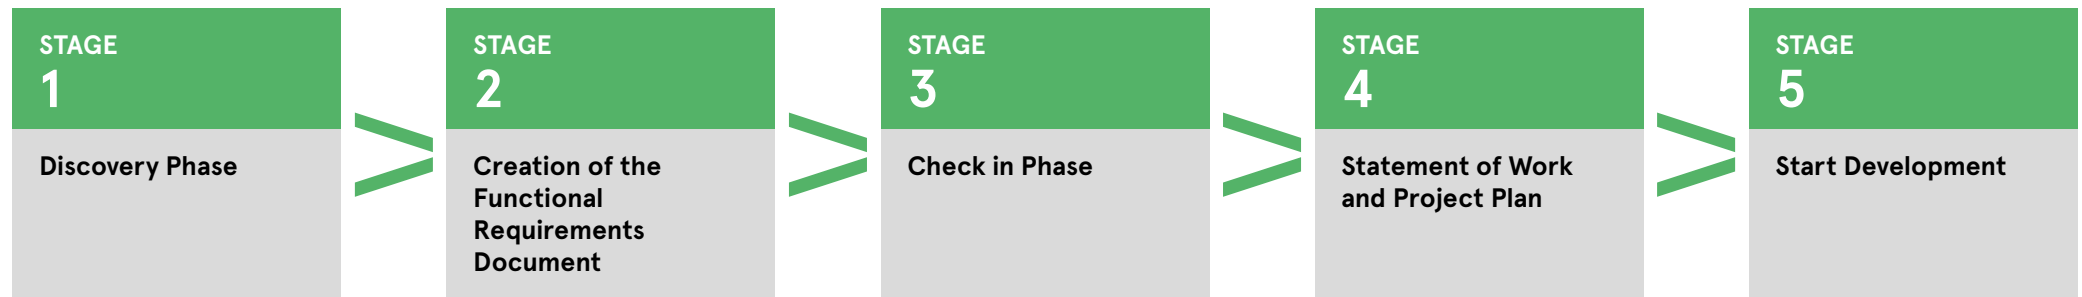 STAGE
1
Discovery Phase
STAGE
2
Creation of the
Functional
Requirements
Document
STAGE
3
Check in Phase
STAGE
4
Statement of Work
and Project Plan
STAGE
5
Start Development